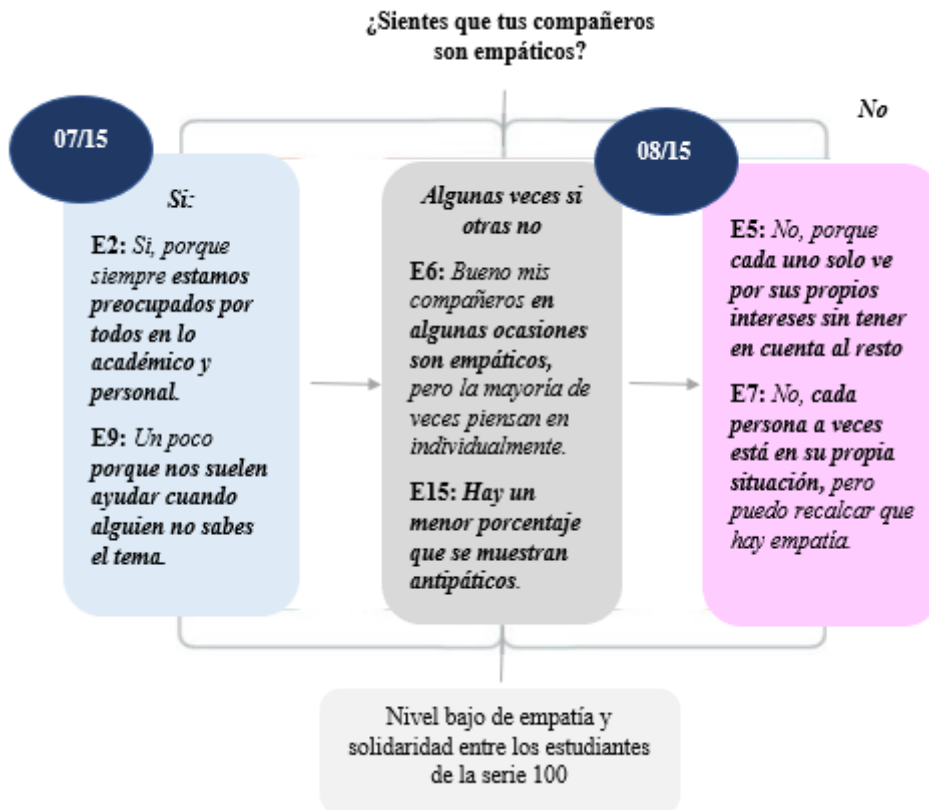 ¿Sientes que tus compañeros
son empáticos?
No
07/15
08/15
Si:
E2: Si, porque
siempre estamos
preocupados por
todos en lo
académico y
personal.
E9: Un poco
porque nos suelen
ayudar cuando
alguien no sabes
el tema.
Algunas veces si
otras no
E6: Bueno mis
compañeros en
algunas ocasiones
son empáticos,
pero la mayoría de
veces piensan en
individualmente.
E15: Hay un
menor porcentaje
que se muestran
antipáticos.
E5: No, porque
cada uno solo ve
por sus propios
intereses sin tener
en cuenta al resto
E7: No, cada
persona a veces
está en su propia
situación, pero
puedo recalcar que
hay empatía.
Nivel bajo de empatía y
solidaridad entre los estudiantes
de la serie 100